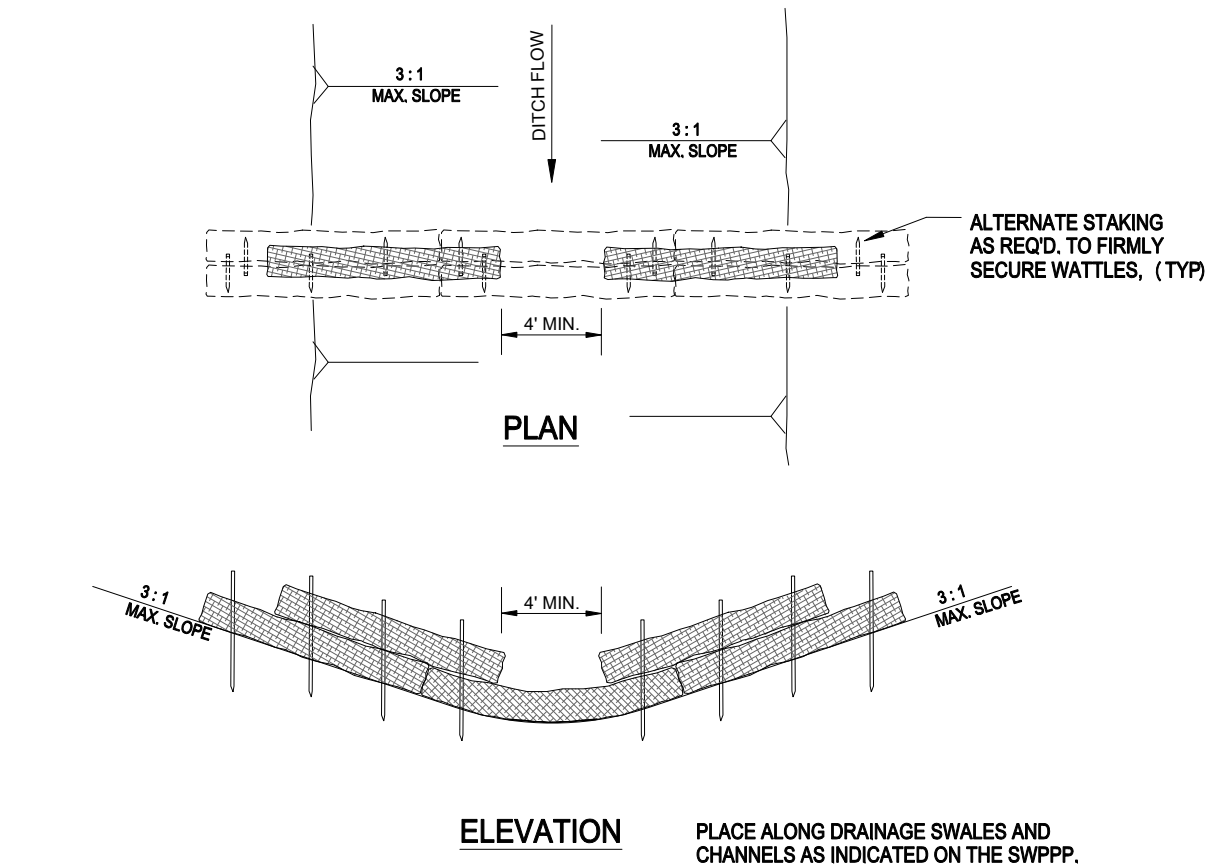 3 : 1
MAX. SLOPE
DITCH FLOW
3 : 1
MAX. SLOPE
ALTERNATE STAKING
AS REQ'D. TO FIRMLY
SECURE WATTLES, ( TYP)
4' MIN.
PLAN
3 : 1
MAX. SLOPE
4' MIN.
3 : 1
MAX. SLOPE
ELEVATION
PLACE ALONG DRAINAGE SWALES AND
CHANNELS AS INDICATED ON THE SWPPP,